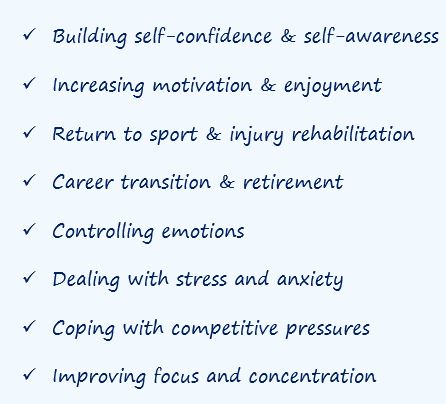 ✓ Building self-confidence & self-awareness
✓ Increasing motivation & enjoyment
✓ Return to sport & injury rehabilitation
✓ Career transition & retirement
✓ Controlling emotions
✓ Dealing with stress and anxiety
✓ Coping with competitive pressures
✓ Improving focus and concentration